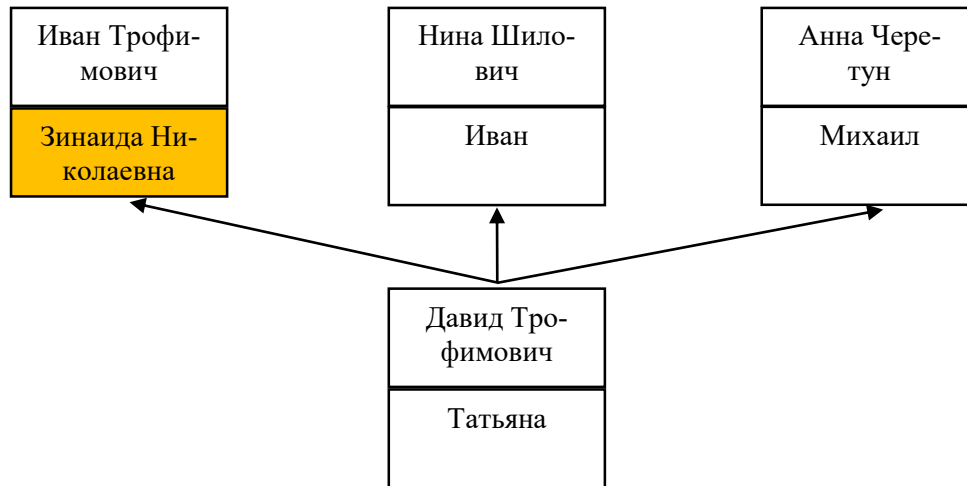 Иван Трофи-
мович
Зинаида Ни-
колаевна
Нина Шило-
вич
Иван
Анна Чере-
тун
Михаил
Давид Тро-
фимович
Татьяна